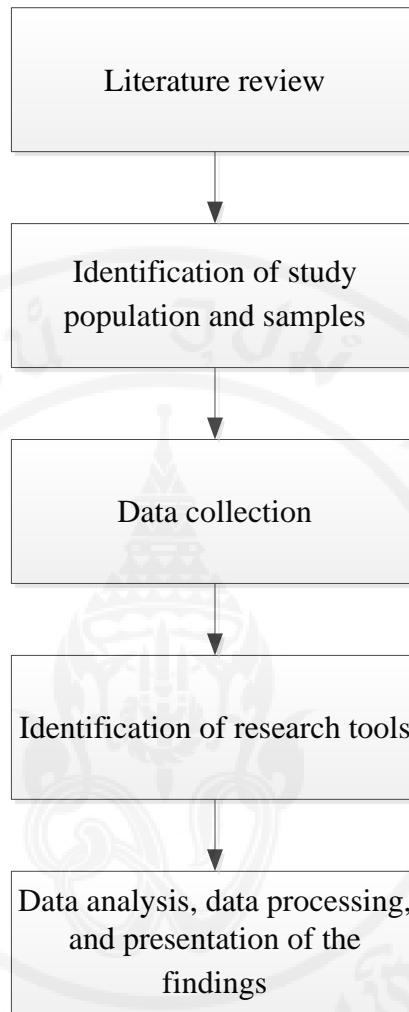 Literature review
Identification of study
population and samples
Data collection
Identification of research tools
Data analysis, data processing,
and presentation of the
findings